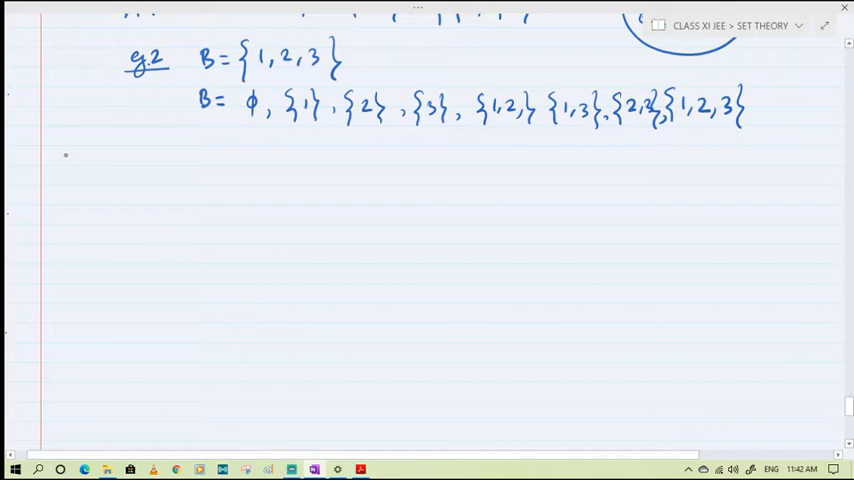 CLASS XI JEE > SET THEORY
e.g.2 B = {1, 2, 3}
B = ϕ, {1}, {2}, {3}, {1,2,} {1,3}, {2,3}, {1, 2, 3}
ENG 11:42 AM